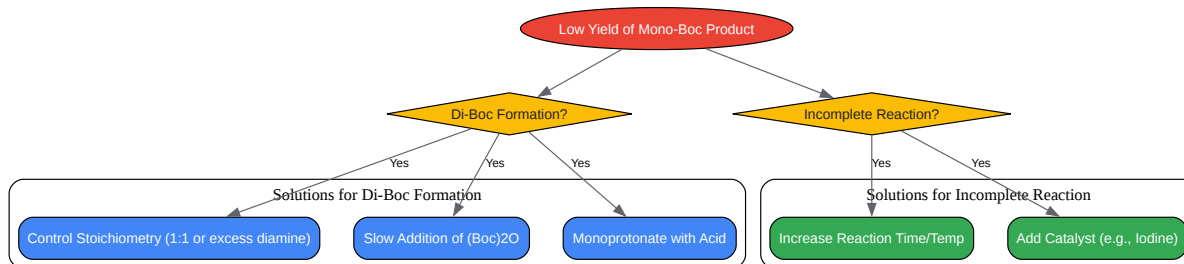 Low Yield of Mono-Boc Product
Di-Boc Formation?
Incomplete Reaction?
Yes
Yes
Yes
Yes
Yes
Solutions for Di-Boc Formation
Solutions for Incomplete Reaction
Control Stoichiometry (1:1 or excess diamine)
Slow Addition of (Boc)2O
Monoprotonate with Acid
Increase Reaction Time/Temp
Add Catalyst (e.g., Iodine)